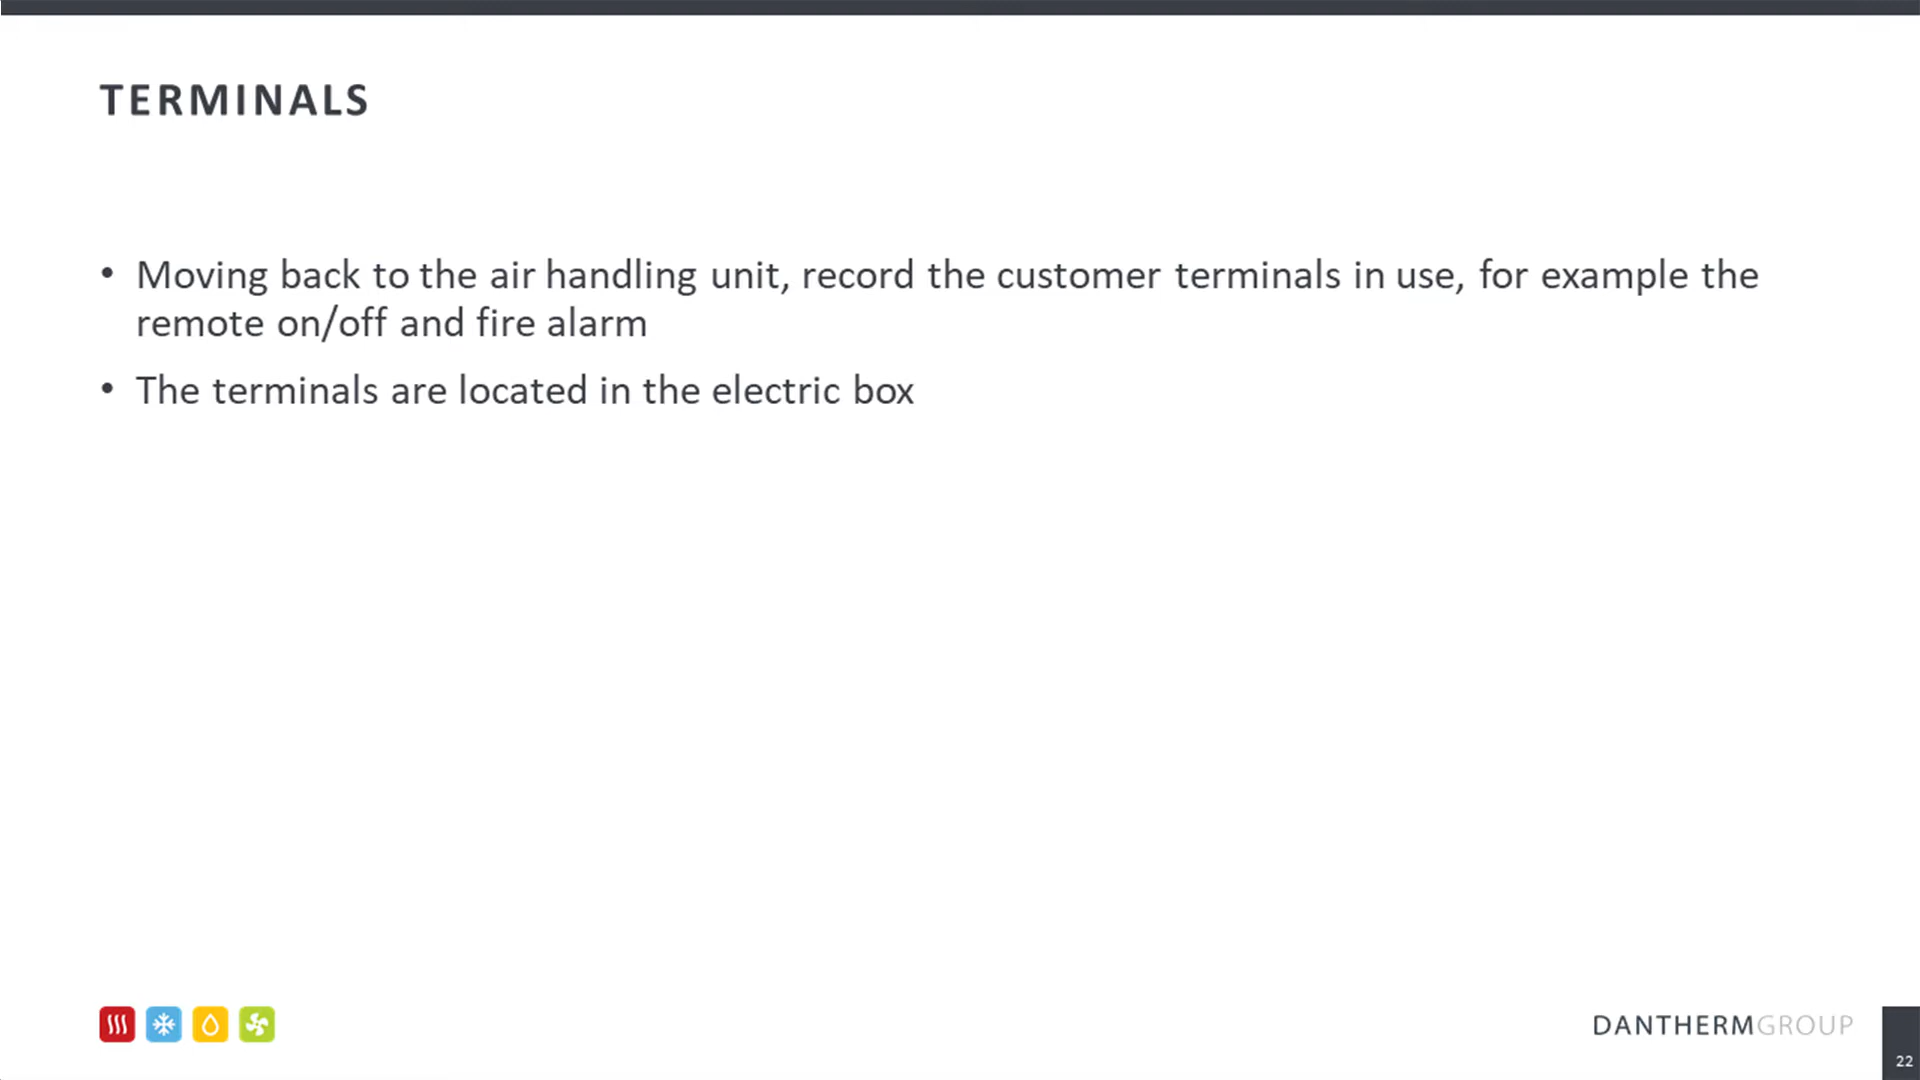 TERMINALS
• Moving back to the air handling unit, record the customer terminals in use, for example the
remote on/off and fire alarm
• The terminals are located in the electric box
DANTHERMGROUP
22